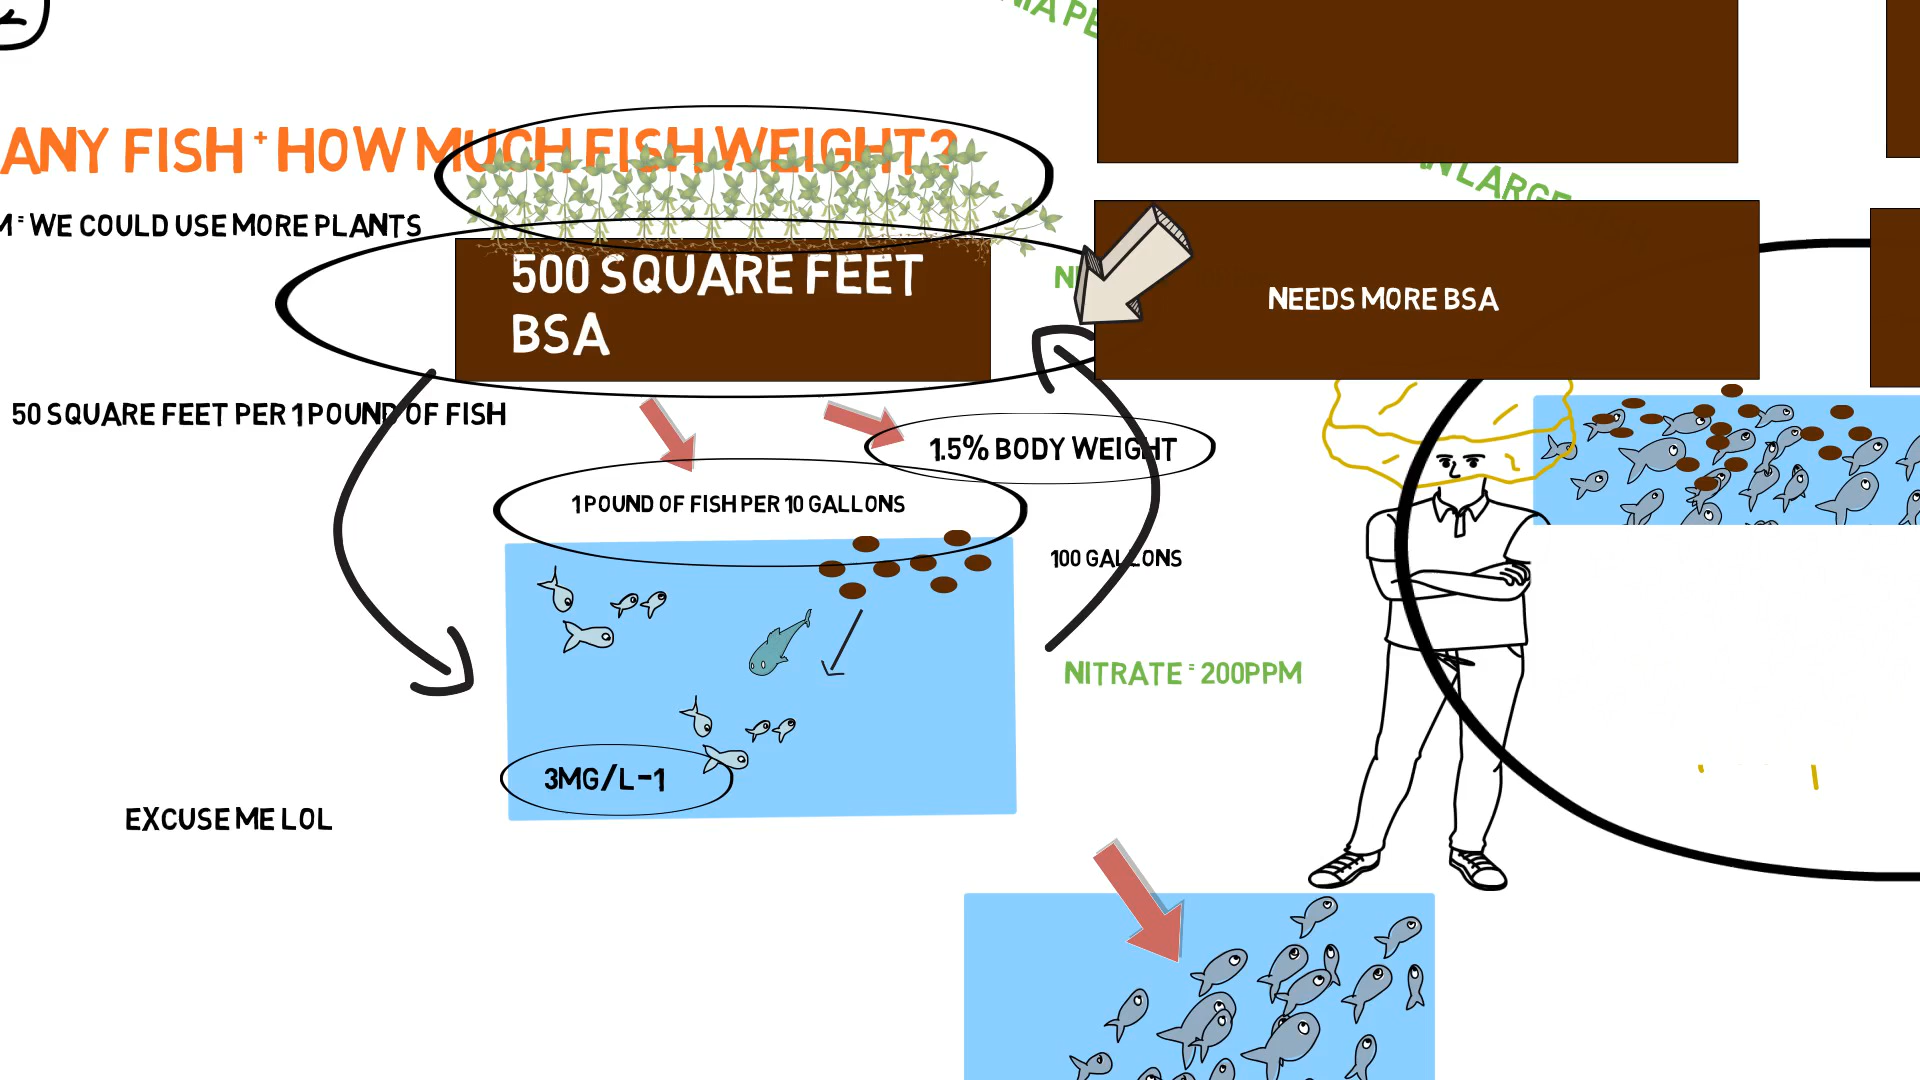 ANY FISH + HOW MUCH FISH WEIGHT?
= WE COULD USE MORE PLANTS
500 SQUARE FEET
BSA
NEEDS MORE BSA
50 SQUARE FEET PER 1 POUND OF FISH
1.5% BODY WEIGHT
1 POUND OF FISH PER 10 GALLONS
100 GALLONS
NITRATE = 200PPM
3MG/L-1
EXCUSE ME LOL
LARGE